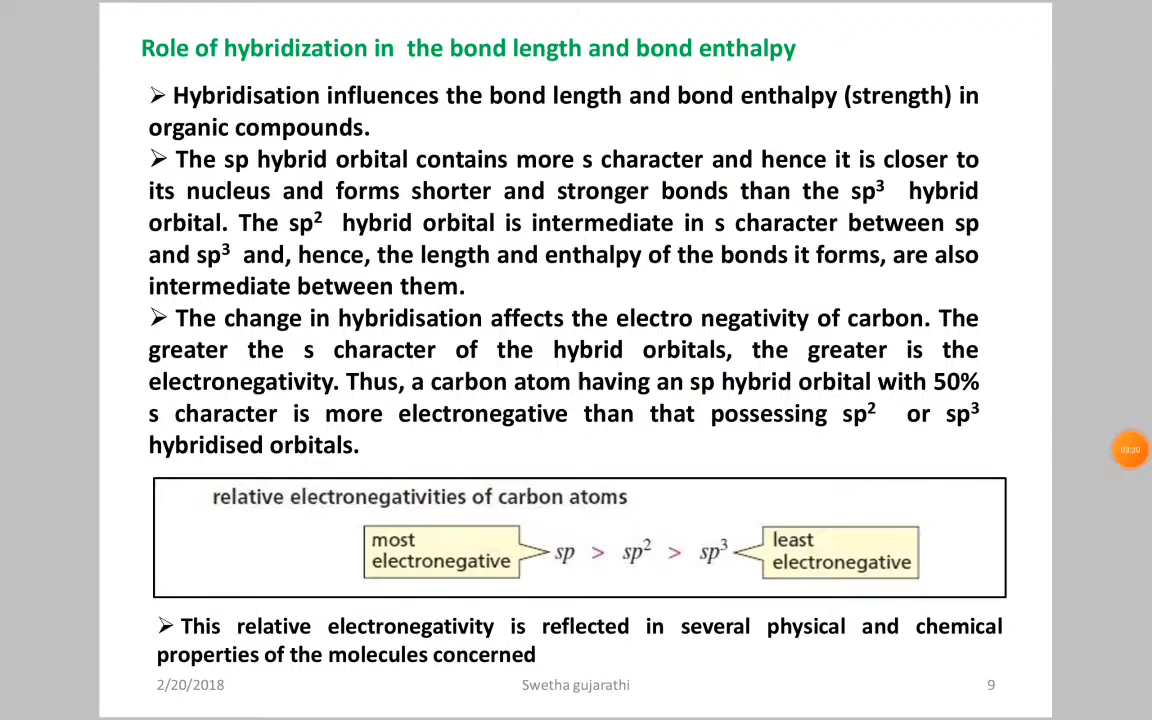 Role of hybridization in the bond length and bond enthalpy
➢ Hybridisation influences the bond length and bond enthalpy (strength) in
organic compounds.
➢ The sp hybrid orbital contains more s character and hence it is closer to
its nucleus and forms shorter and stronger bonds than the sp³ hybrid
orbital. The sp² hybrid orbital is intermediate in s character between sp
and sp³ and, hence, the length and enthalpy of the bonds it forms, are also
intermediate between them.
➢ The change in hybridisation affects the electro negativity of carbon. The
greater the s character of the hybrid orbitals, the greater is the
electronegativity. Thus, a carbon atom having an sp hybrid orbital with 50%
s character is more electronegative than that possessing sp² or sp³
hybridised orbitals.
relative electronegativities of carbon atoms
most
electronegative
sp > sp² > sp³
least
electronegative
➢ This relative electronegativity is reflected in several physical and chemical
properties of the molecules concerned
2/20/2018 Swetha gujarathi 9